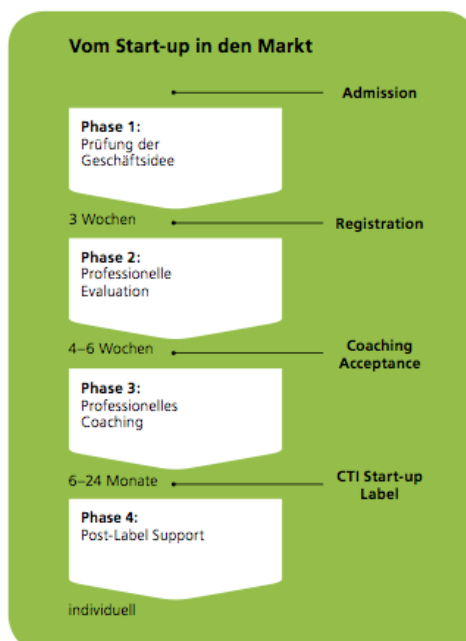 Vom Start-up in den Markt
Admission
Phase 1:
Prüfung der
Geschäftsidee
3 Wochen
Registration
Phase 2:
Professionelle
Evaluation
4–6 Wochen
Coaching
Acceptance
Phase 3:
Professionelles
Coaching
6–24 Monate
CTI Start-up
Label
Phase 4:
Post-Label Support
individuell